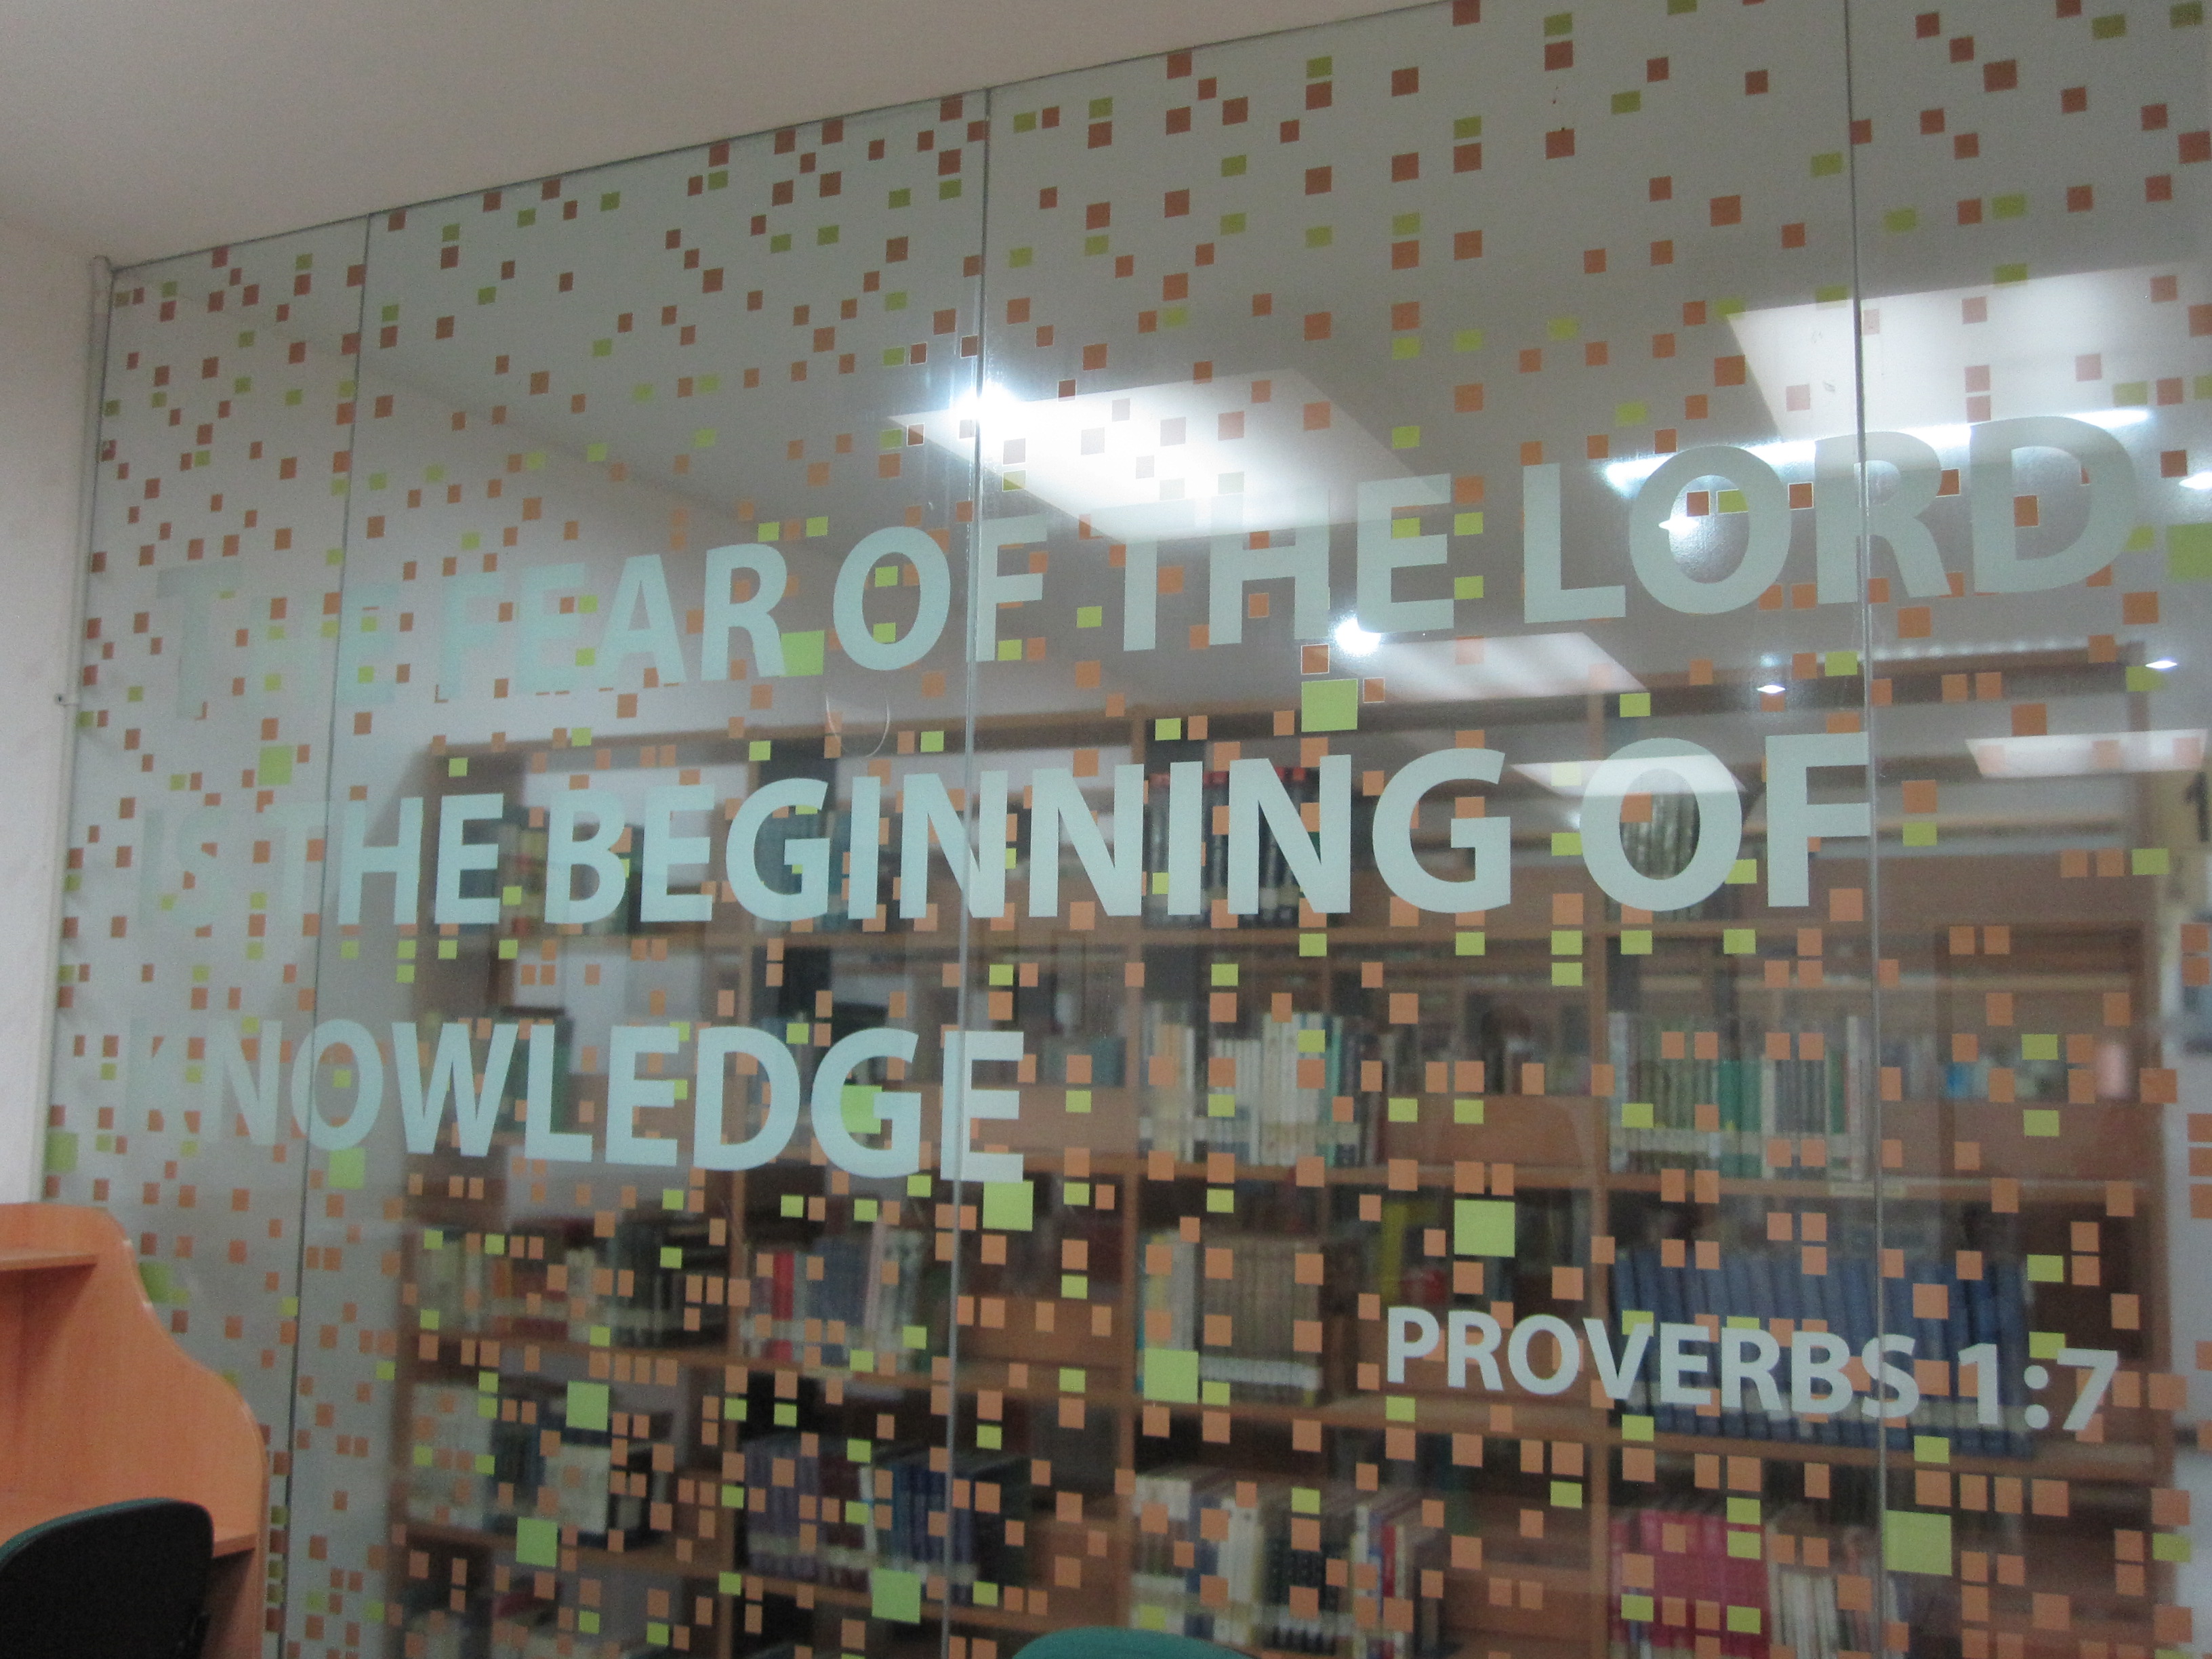 THE FEAR OF THE LORD
IS THE BEGINNING OF
KNOWLEDGE
PROVERBS 1:7